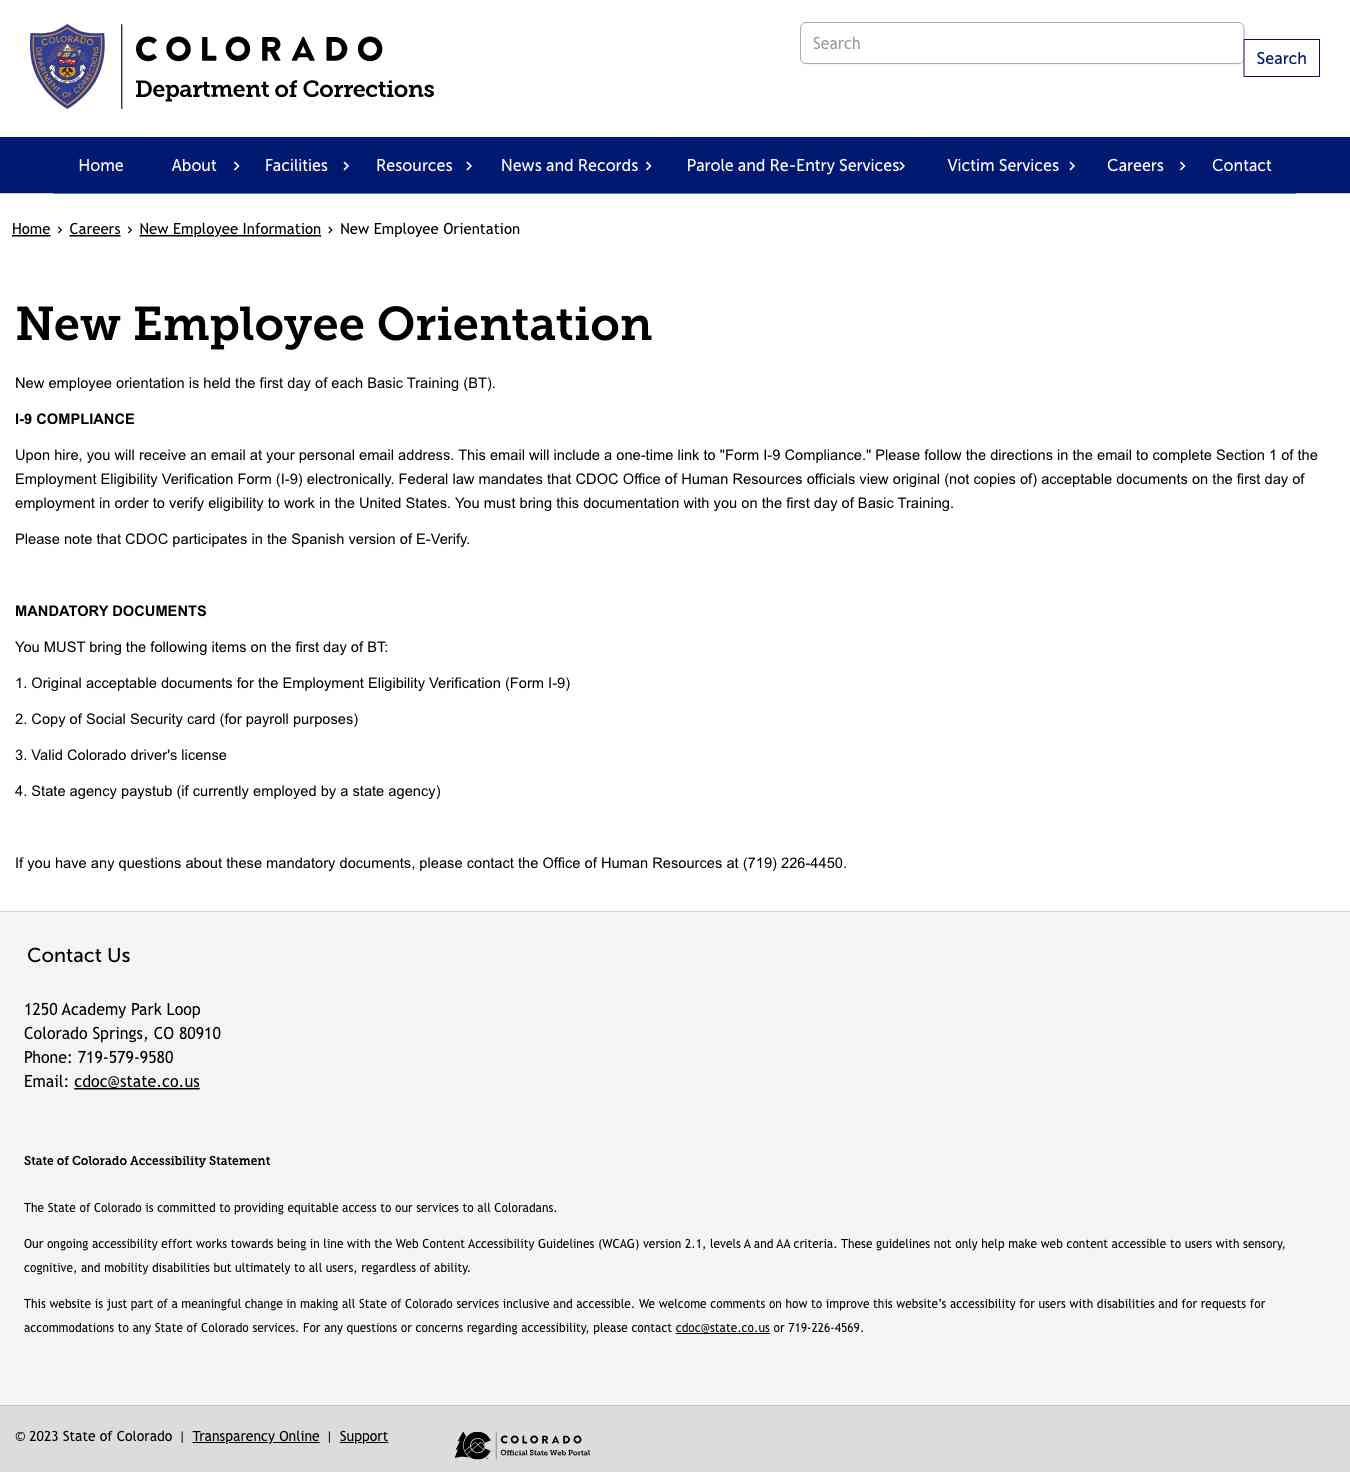 COLORADO
Department of Corrections
Search
Search
Home About Facilities Resources News and Records Parole and Re-Entry Services Victim Services Careers Contact
Home › Careers › New Employee Information › New Employee Orientation
New Employee Orientation
New employee orientation is held the first day of each Basic Training (BT).
I-9 COMPLIANCE
Upon hire, you will receive an email at your personal email address. This email will include a one-time link to "Form I-9 Compliance." Please follow the directions in the email to complete Section 1 of the
Employment Eligibility Verification Form (I-9) electronically. Federal law mandates that CDOC Office of Human Resources officials view original (not copies of) acceptable documents on the first day of
employment in order to verify eligibility to work in the United States. You must bring this documentation with you on the first day of Basic Training.
Please note that CDOC participates in the Spanish version of E-Verify.
MANDATORY DOCUMENTS
You MUST bring the following items on the first day of BT:
1. Original acceptable documents for the Employment Eligibility Verification (Form I-9)
2. Copy of Social Security card (for payroll purposes)
3. Valid Colorado driver's license
4. State agency paystub (if currently employed by a state agency)
If you have any questions about these mandatory documents, please contact the Office of Human Resources at (719) 226-4450.
Contact Us
1250 Academy Park Loop
Colorado Springs, CO 80910
Phone: 719-579-9580
Email: cdoc@state.co.us
State of Colorado Accessibility Statement
The State of Colorado is committed to providing equitable access to our services to all Coloradans.
Our ongoing accessibility effort works towards being in line with the Web Content Accessibility Guidelines (WCAG) version 2.1, levels A and AA criteria. These guidelines not only help make web content accessible to users with sensory,
cognitive, and mobility disabilities but ultimately to all users, regardless of ability.
This website is just part of a meaningful change in making all State of Colorado services inclusive and accessible. We welcome comments on how to improve this website's accessibility for users with disabilities and for requests for
accommodations to any State of Colorado services. For any questions or concerns regarding accessibility, please contact cdoc@state.co.us or 719-226-4569.
© 2023 State of Colorado | Transparency Online | Support
COLORADO
Official State Web Portal